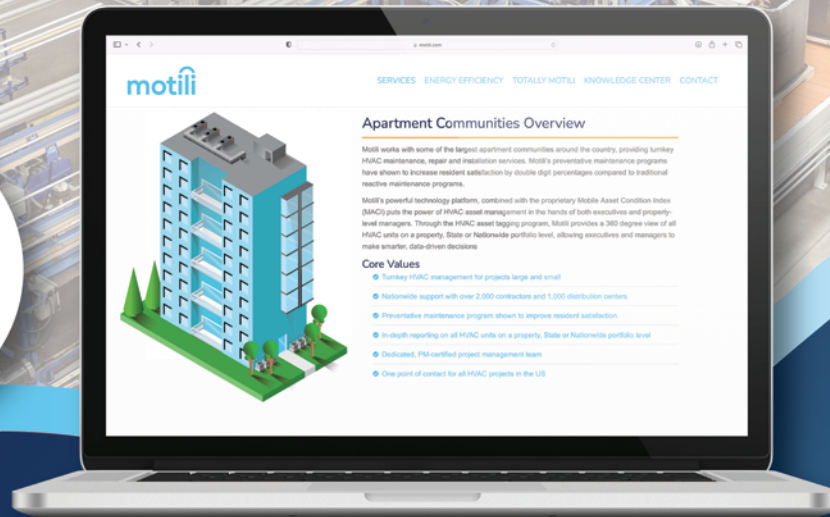 motili.com
motili
SERVICES ENERGY EFFICIENCY TOTALLY MOTILI KNOWLEDGE CENTER CONTACT
Apartment Communities Overview
Motili works with some of the largest apartment communities around the country, providing turnkey
HVAC maintenance, repair and installation services. Motili's preventative maintenance programs
have shown to increase resident satisfaction by double digit percentages compared to traditional
reactive maintenance programs.
Motili's powerful technology platform, combined with the proprietary Mobile Asset Condition Index
(MACI) puts the power of HVAC asset management in the hands of both executives and property-
level managers. Through the HVAC asset tagging program, Motili provides a 360 degree view of all
HVAC units on a property, State or Nationwide portfolio level, allowing executives and managers to
make smarter, data-driven decisions
Core Values
Turnkey HVAC management for projects large and small
Nationwide support with over 2,000 contractors and 1,000 distribution centers
Preventative maintenance program shown to improve resident satisfaction
In-depth reporting on all HVAC units on a property, State or Nationwide portfolio level
Dedicated, PM-certified project management team
One point of contact for all HVAC projects in the US